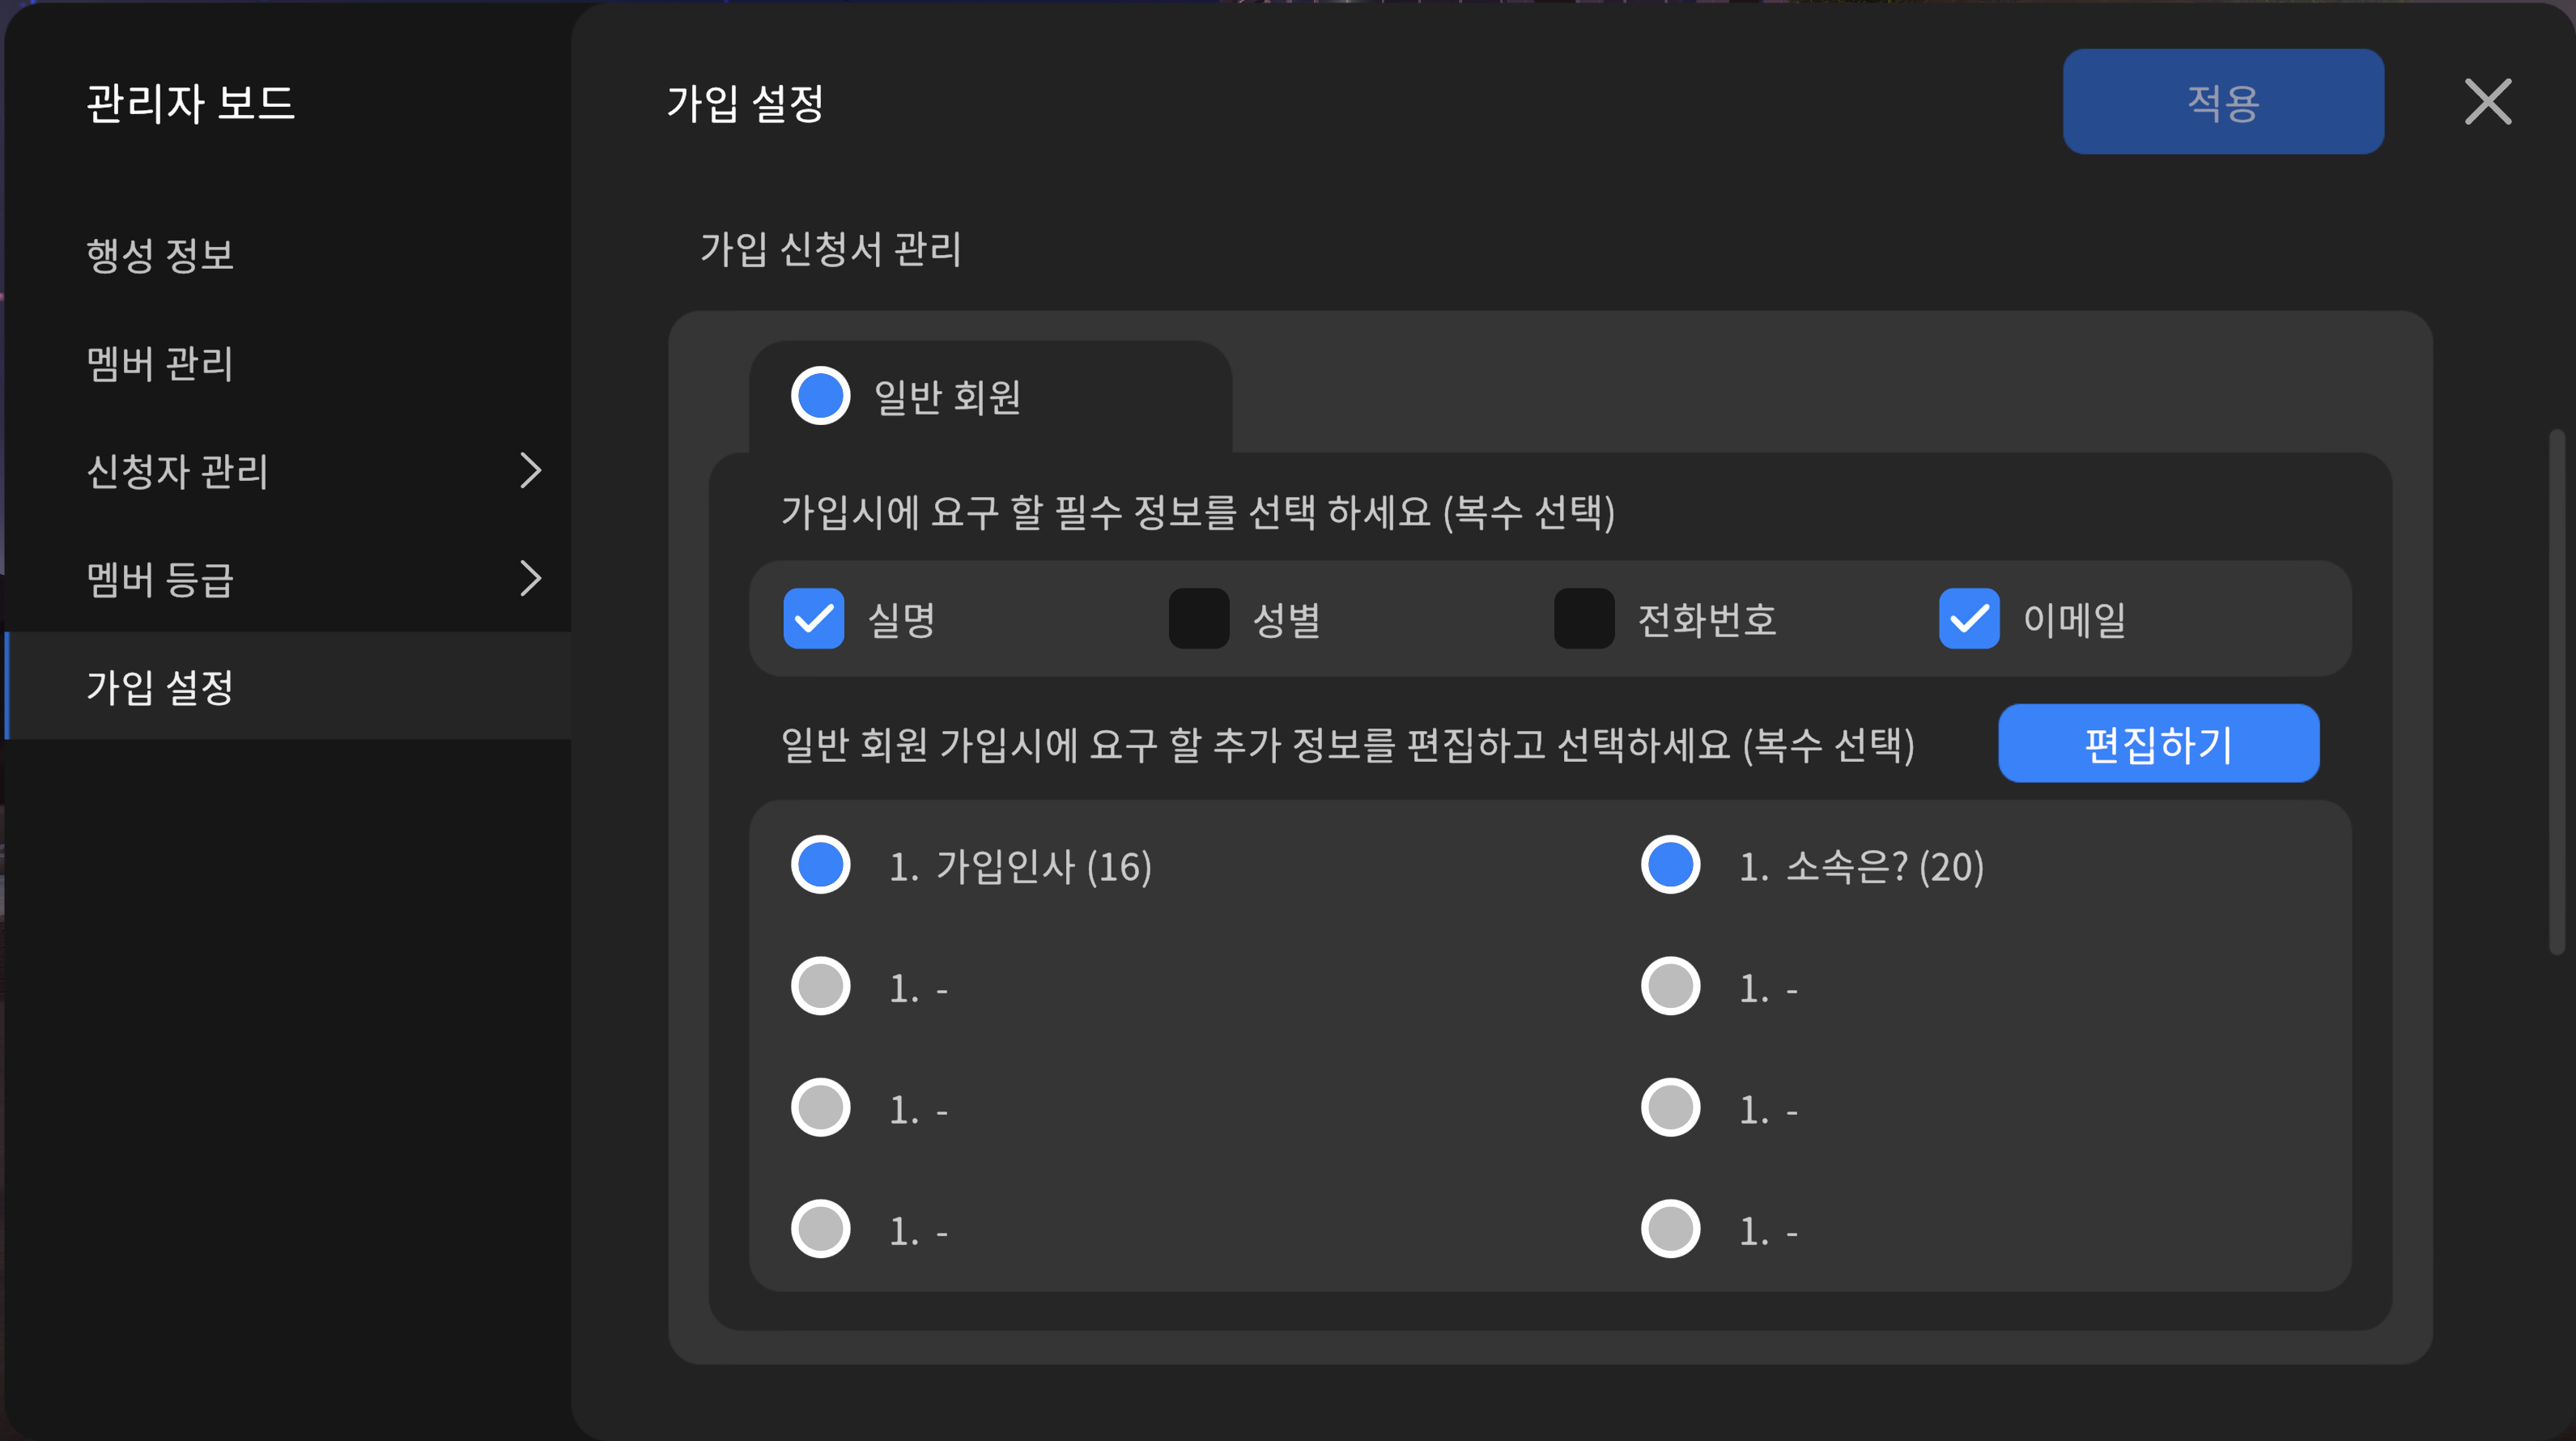 관리자 보드
행성 정보
멤버 관리
신청자 관리
멤버 등급
가입 설정
가입 설정
적용
가입 신청서 관리
일반 회원
가입시에 요구 할 필수 정보를 선택 하세요 (복수 선택)
실명 성별 전화번호 이메일
일반 회원 가입시에 요구 할 추가 정보를 편집하고 선택하세요 (복수 선택)
편집하기
1. 가입인사 (16) 1. 소속은? (20)
1. - 1. -
1. - 1. -
1. - 1. -